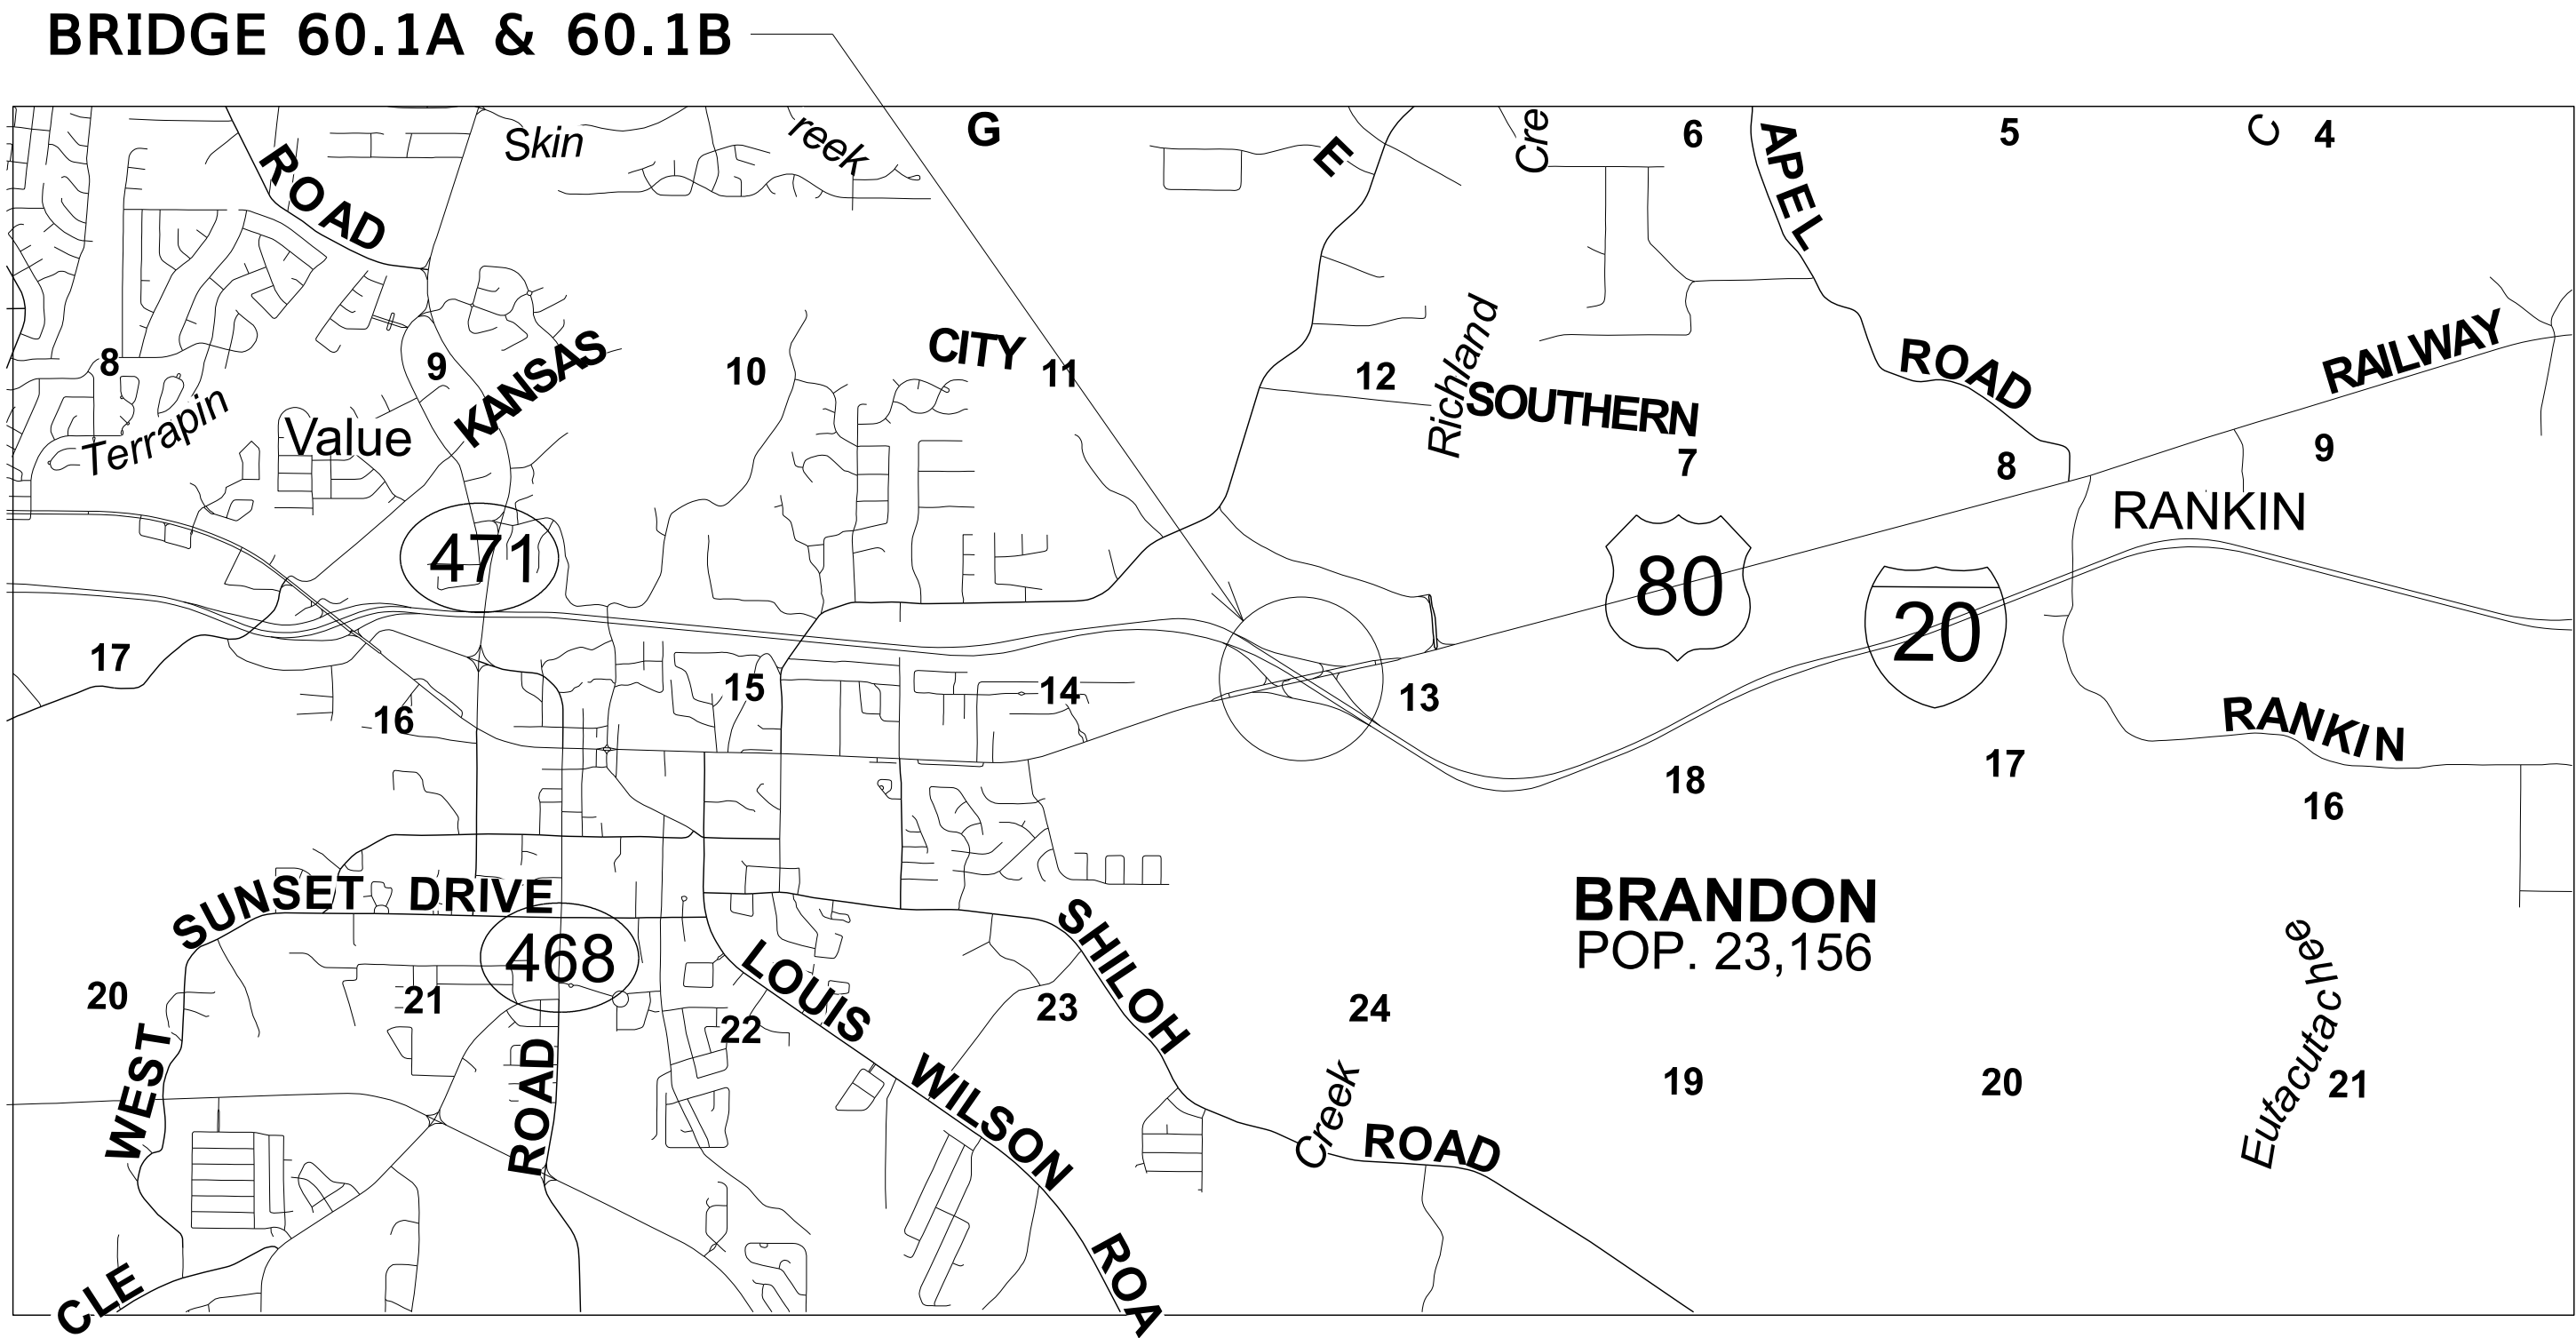 BRIDGE 60.1A & 60.1B
ROAD
Skin
reek
G
E
Cre
6
APEL
5
C
4
8
9
KANSAS
10
CITY
11
12
Richland
SOUTHERN
ROAD
RAILWAY
Terrapin
Value
7
8
9
471
80
20
RANKIN
17
16
15
14
13
RANKIN
18
17
16
SUNSET DRIVE
468
SHILOH
BRANDON
POP. 23,156
Eutacutachee
20
21
22
LOUIS
WILSON
23
24
WEST
ROAD
Creek
ROAD
19
20
21
CLE
ROA